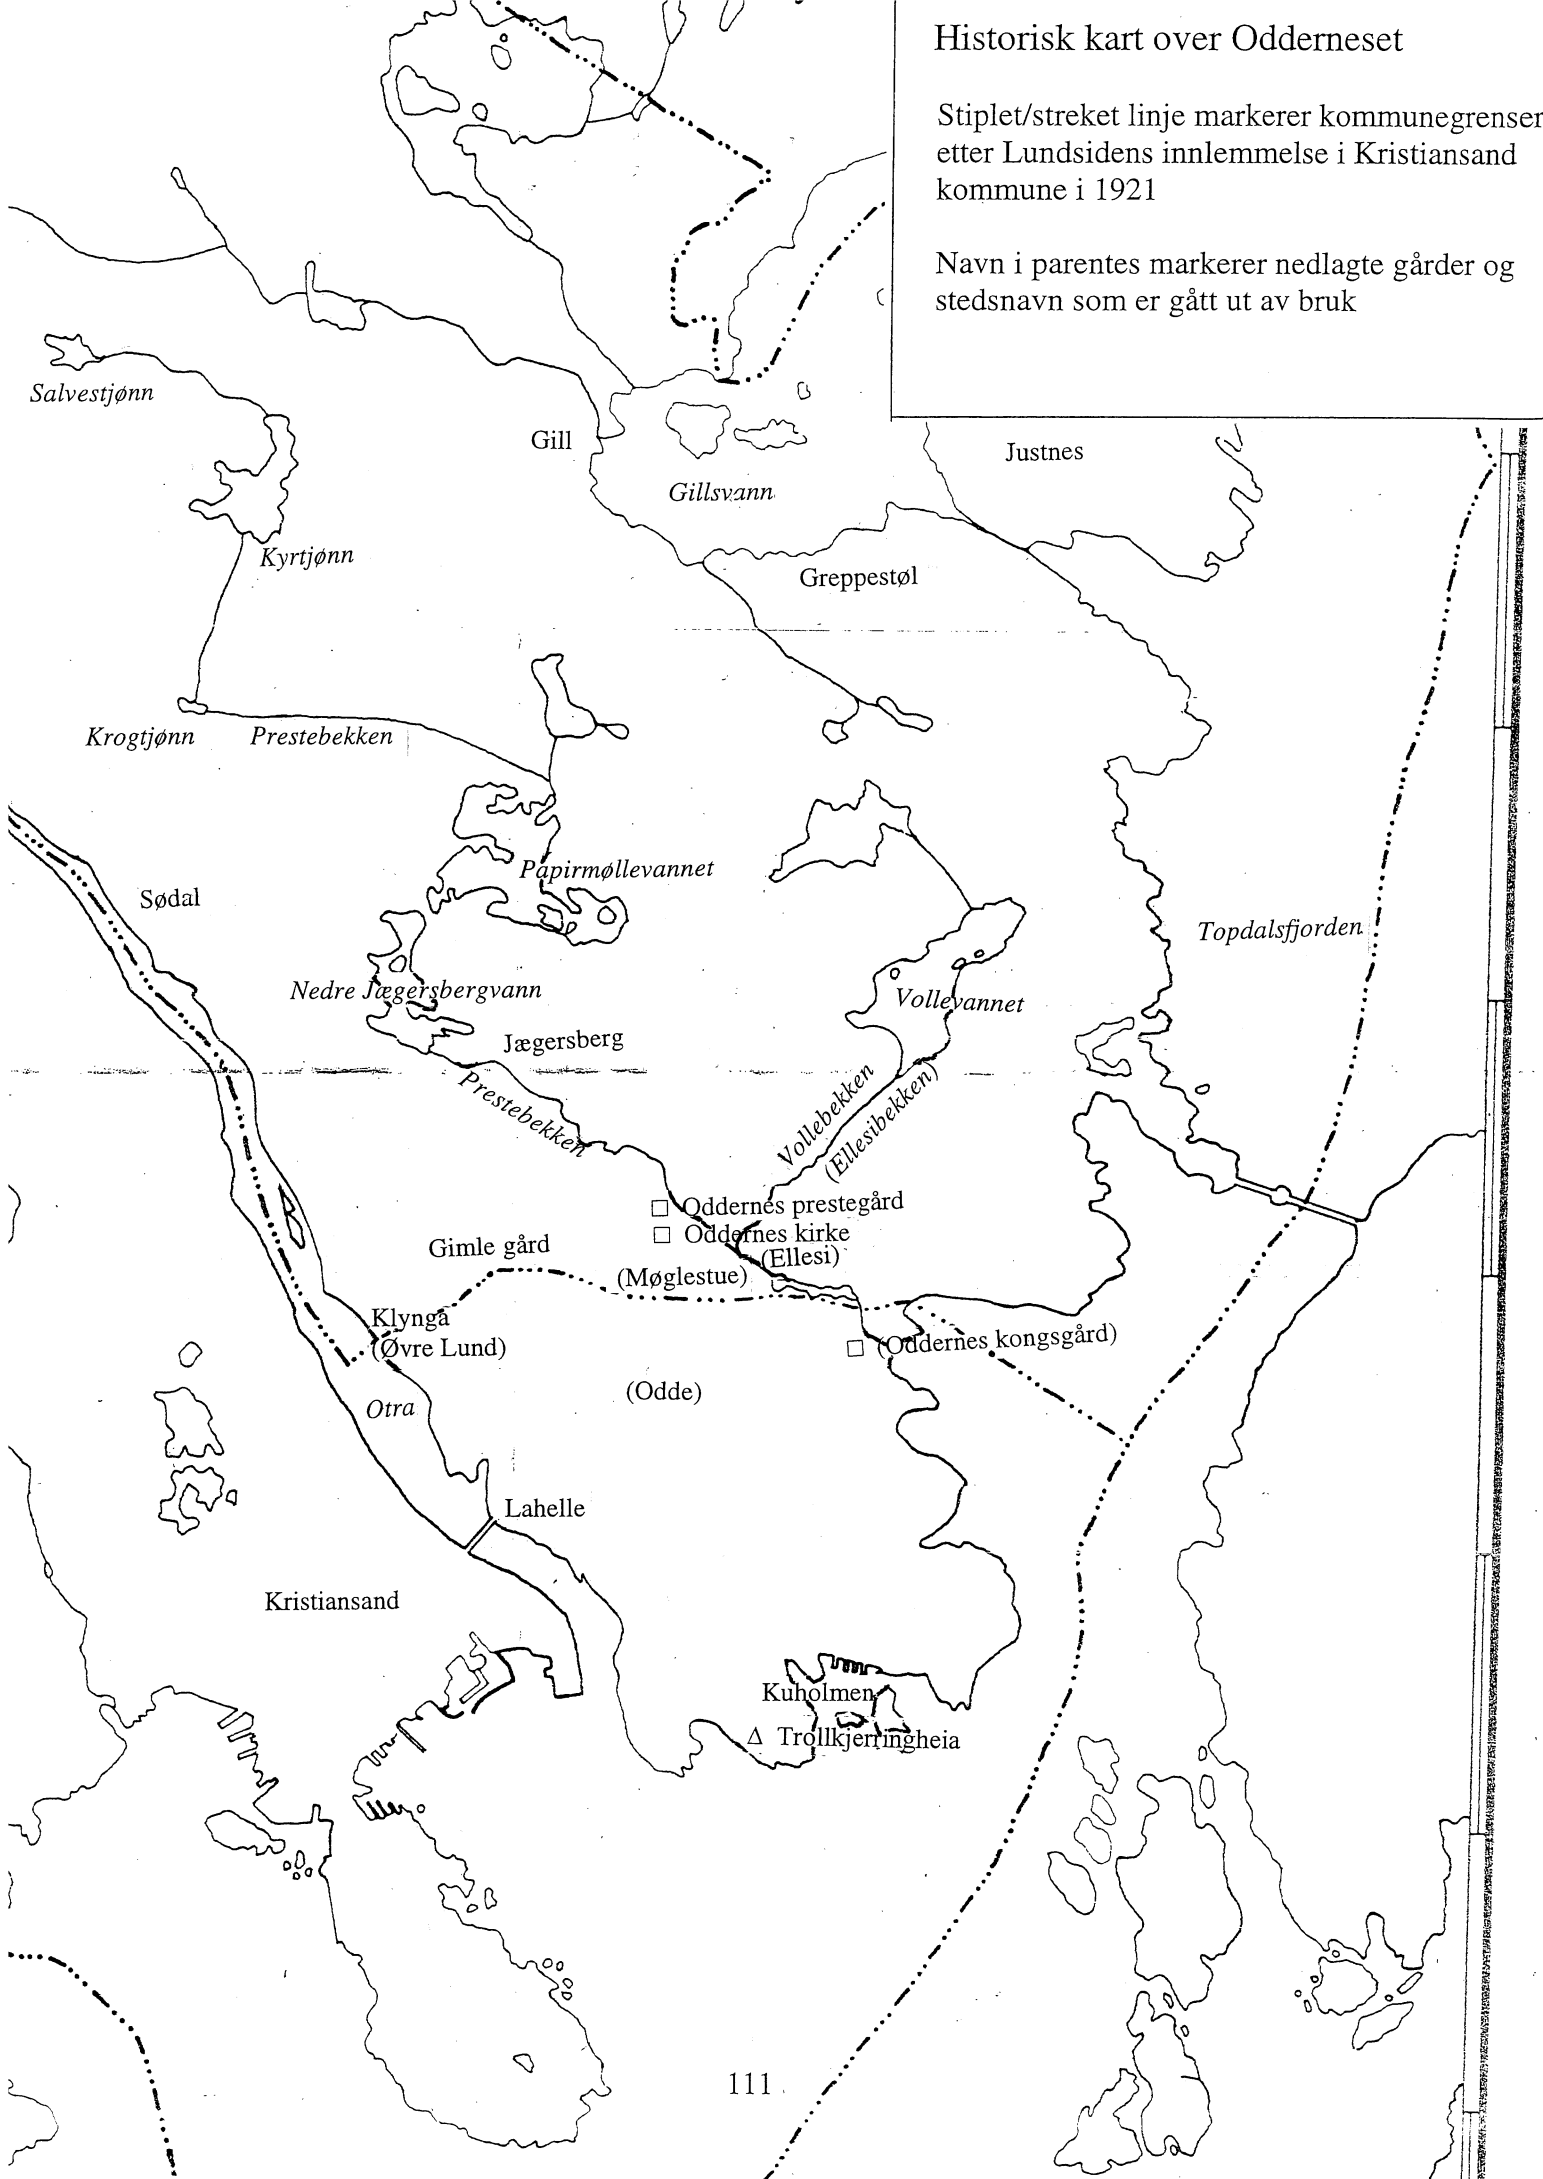 Historisk kart over Odderneset
Stiplet/streket linje markerer kommunegrenser
etter Lundsidens innlemmelse i Kristiansand
kommune i 1921
Navn i parentes markerer nedlagte gårder og
stedsnavn som er gått ut av bruk
Salvestjønn
Gill
Justnes
Gillsvann
Kyrtjønn
Greppestøl
Krogtjønn
Prestebekken
Papirmøllevannet
Sødal
Topdalsfjorden
Nedre Jægersbergvann
Vollevannet
Jægersberg
Prestebekken
Vollebekken
(Ellesibekken)
Oddernes prestegård
Oddernes kirke
Gimle gård
(Ellesi)
(Møglestue)
Klynga
(Øvre Lund)
(Oddernes kongsgård)
(Odde)
Otra
Lahelle
Kristiansand
Kuholmen
Δ Trollkjerringheia
111